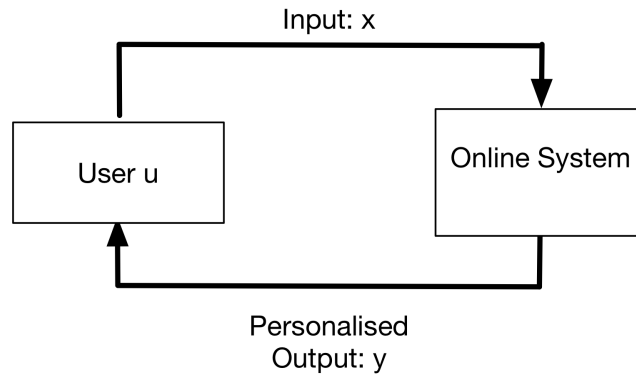 Input: x
User u
Online System
Personalised
Output: y